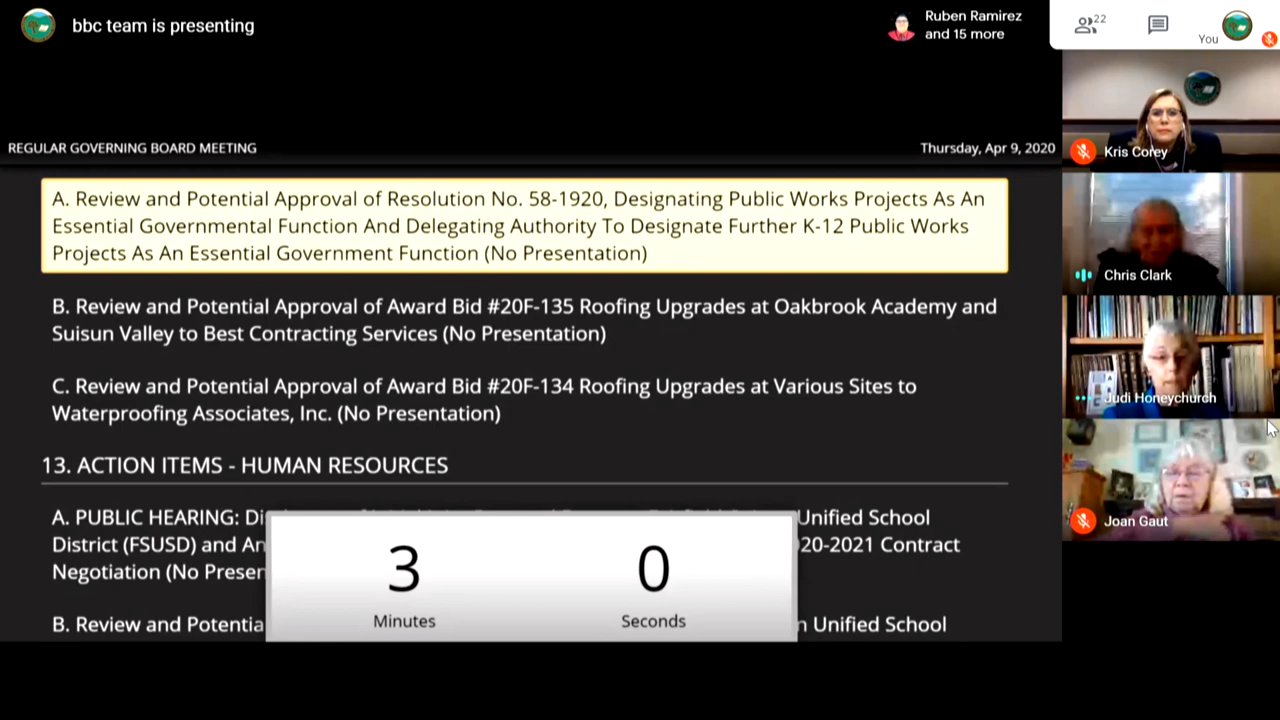 bbc team is presenting
Ruben Ramirez
and 15 more
22
You
REGULAR GOVERNING BOARD MEETING
Thursday, Apr 9, 2020
A. Review and Potential Approval of Resolution No. 58-1920, Designating Public Works Projects As An
Essential Governmental Function And Delegating Authority To Designate Further K-12 Public Works
Projects As An Essential Government Function (No Presentation)
B. Review and Potential Approval of Award Bid #20F-135 Roofing Upgrades at Oakbrook Academy and
Suisun Valley to Best Contracting Services (No Presentation)
C. Review and Potential Approval of Award Bid #20F-134 Roofing Upgrades at Various Sites to
Waterproofing Associates, Inc. (No Presentation)
13. ACTION ITEMS - HUMAN RESOURCES
A. PUBLIC HEARING: Unified School
District (FSUSD) and 20-2021 Contract
Negotiation (No
B. Review and Unified School
3 0
Minutes Seconds
Kris Corey
Chris Clark
Judi Honeychurch
Joan Gaut